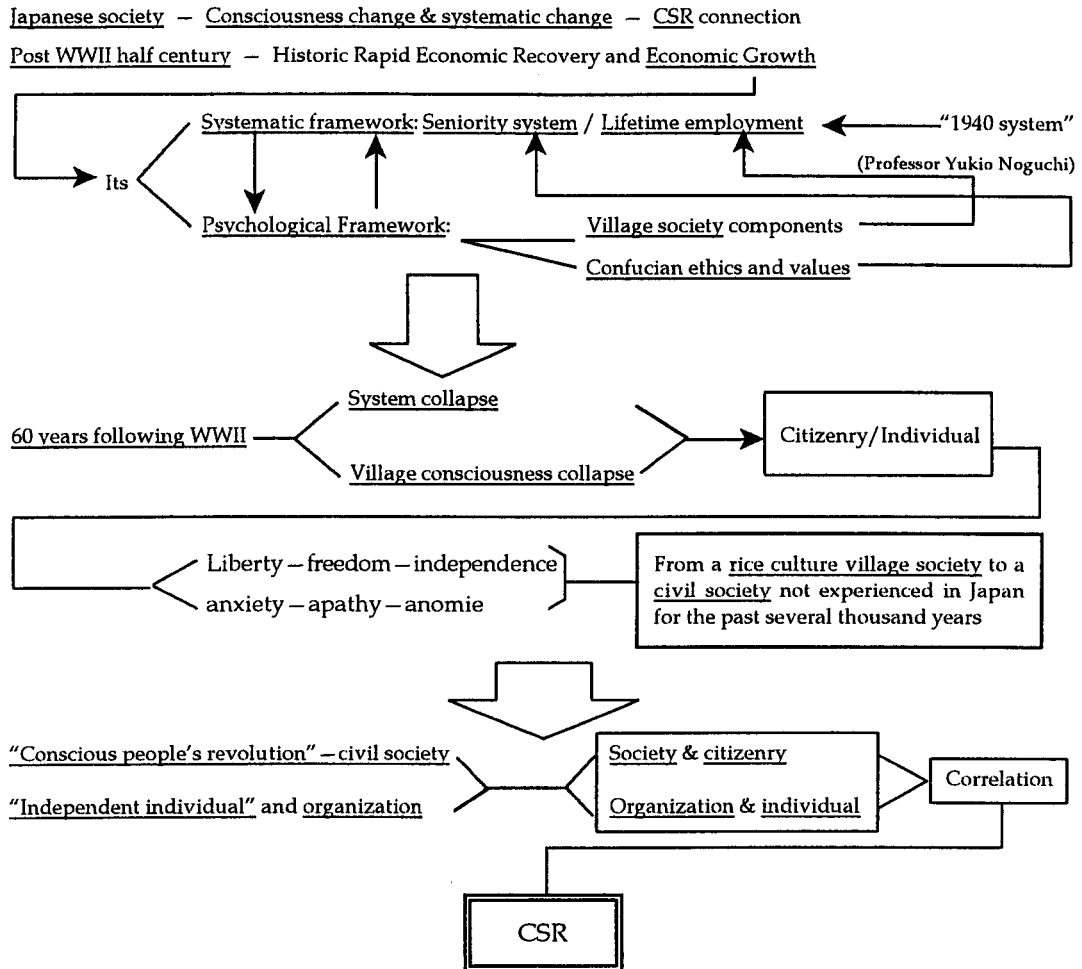 Japanese society – Consciousness change & systematic change – CSR connection
Post WWII half century – Historic Rapid Economic Recovery and Economic Growth
Systematic framework: Seniority system / Lifetime employment
"1940 system"
(Professor Yukio Noguchi)
Its
Psychological Framework:
Village society components
Confucian ethics and values
System collapse
60 years following WWII
Citizenry/Individual
Village consciousness collapse
Liberty – freedom – independence
anxiety – apathy – anomie
From a rice culture village society to a
civil society not experienced in Japan
for the past several thousand years
"Conscious people's revolution" – civil society
"Independent individual" and organization
Society & citizenry
Organization & individual
Correlation
CSR